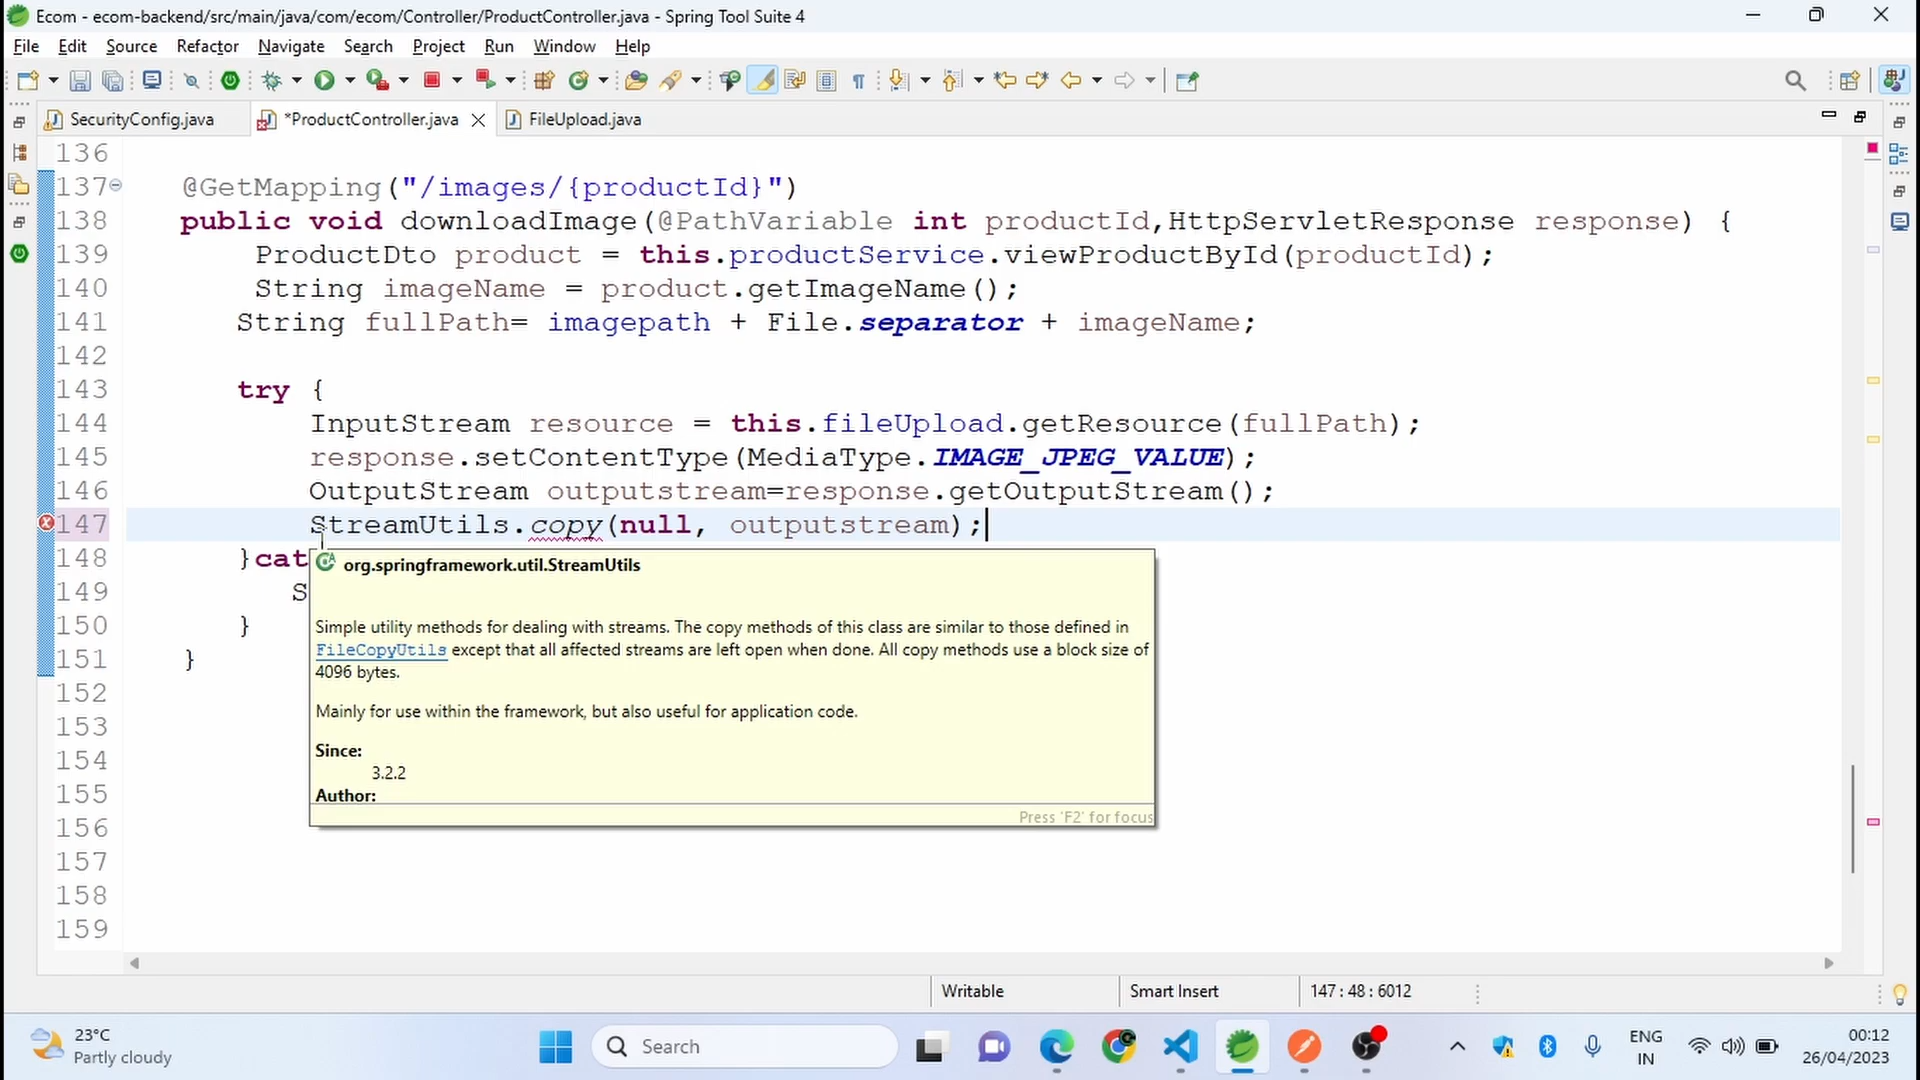 Ecom - ecom-backend/src/main/java/com/ecom/Controller/ProductController.java - Spring Tool Suite 4
File Edit Source Refactor Navigate Search Project Run Window Help
SecurityConfig.java *ProductController.java FileUpload.java
136
137 @GetMapping("/images/{productId}")
138 public void downloadImage(@PathVariable int productId,HttpServletResponse response) {
139 ProductDto product = this.productService.viewProductById(productId);
140 String imageName = product.getImageName();
141 String fullPath= imagepath + File.separator + imageName;
142
143 try {
144 InputStream resource = this.fileUpload.getResource(fullPath);
145 response.setContentType(MediaType.IMAGE_JPEG_VALUE);
146 OutputStream outputstream=response.getOutputStream();
147 StreamUtils.copy(null, outputstream);
148 }cat
149 S
150 }
151 }
152
153
154
155
156
157
158
159
org.springframework.util.StreamUtils
Simple utility methods for dealing with streams. The copy methods of this class are similar to those defined in
FileCopyUtils except that all affected streams are left open when done. All copy methods use a block size of
4096 bytes.
Mainly for use within the framework, but also useful for application code.
Since:
3.2.2
Author:
Press 'F2' for focus
Writable Smart Insert 147 : 48 : 6012
23°C
Partly cloudy
Search
ENG
IN
00:12
26/04/2023